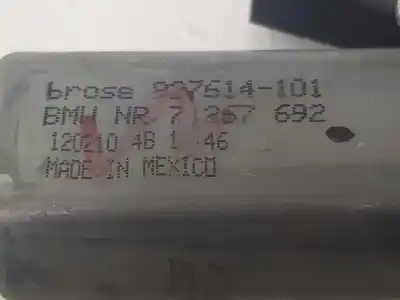 brose 997614-101
BMW NR 7 267 692
120210 4B 1 46
MADE IN MEXICO